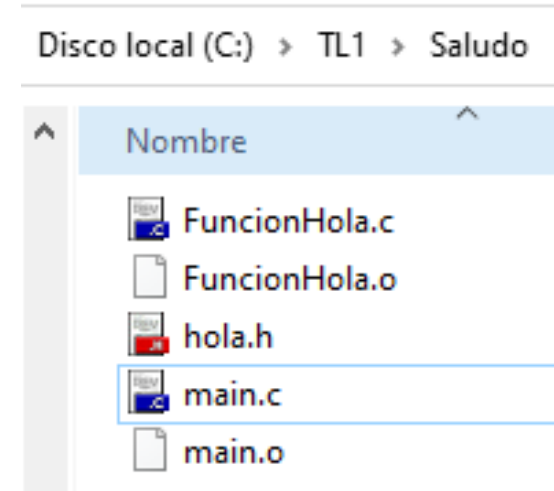 Disco local (C:) > TL1 > Saludo
Nombre
FuncionHola.c
FuncionHola.o
hola.h
main.c
main.o